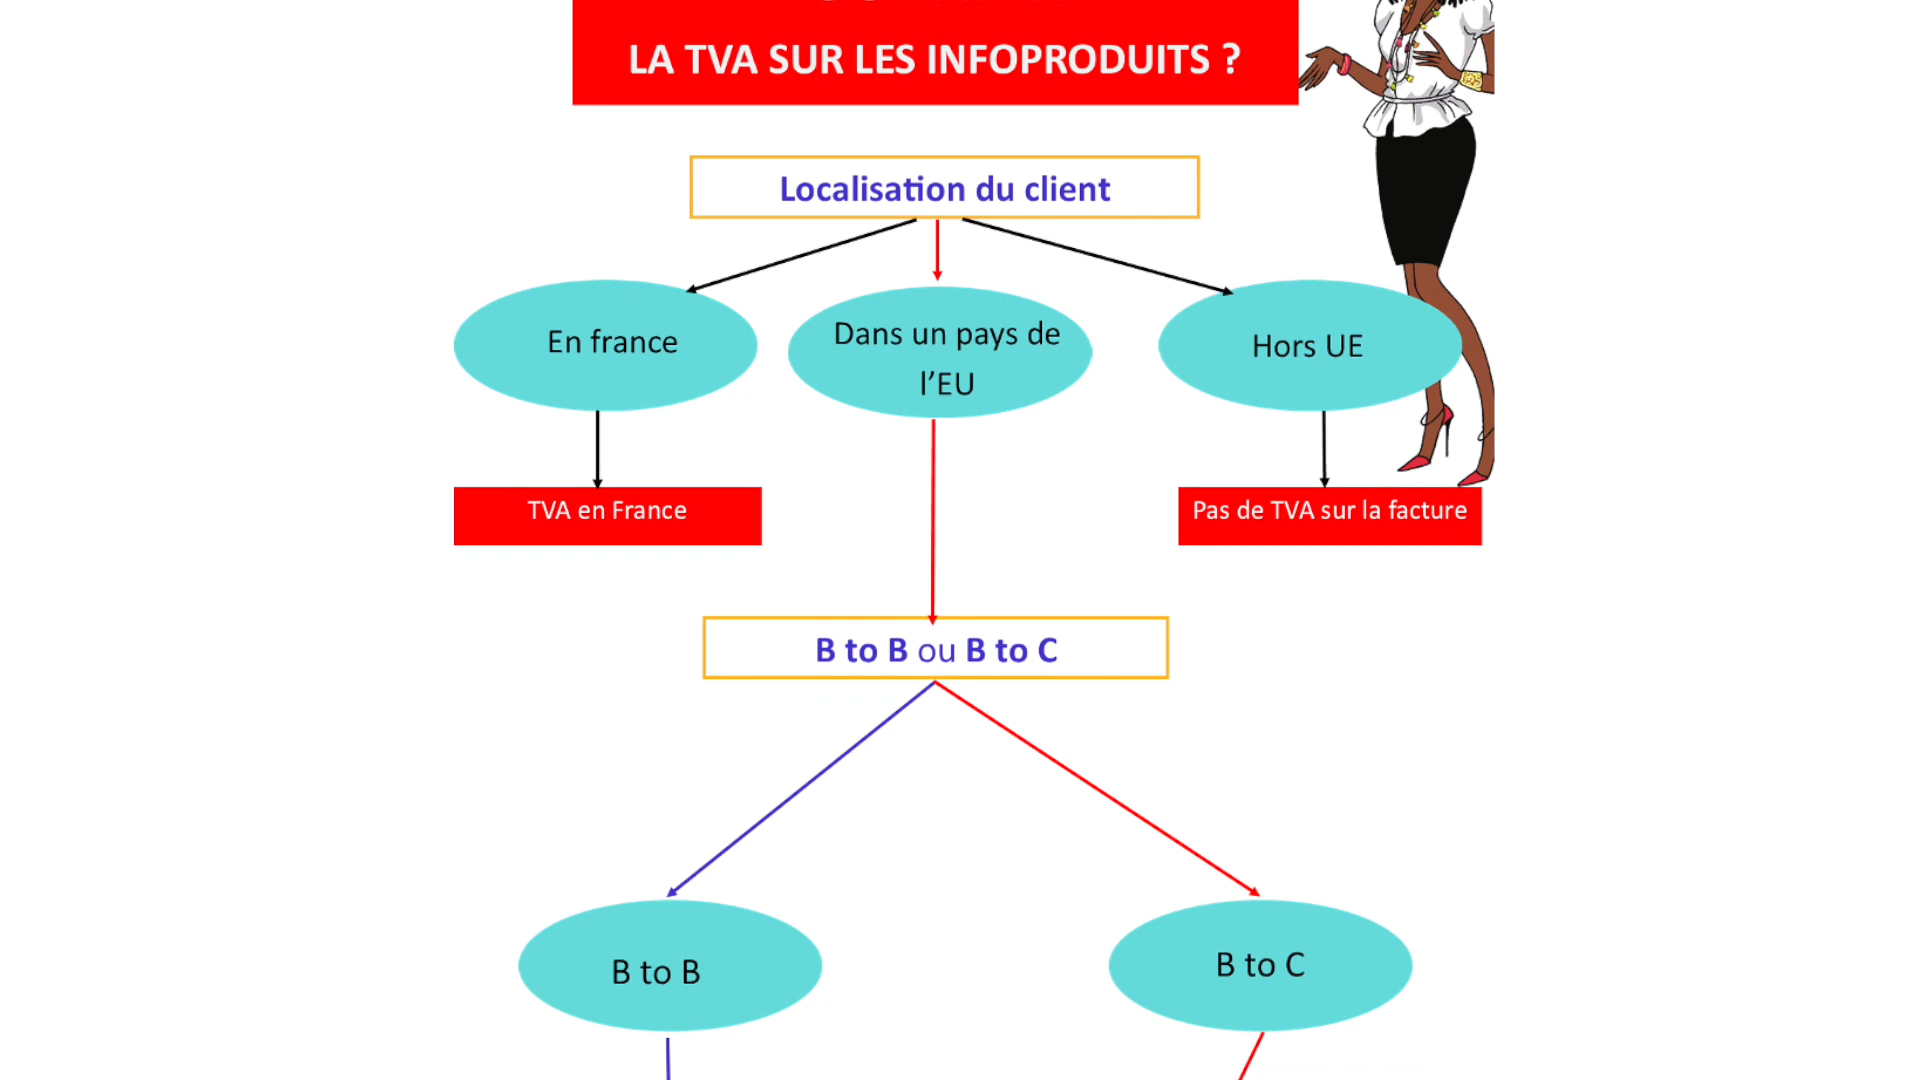 LA TVA SUR LES INFOPRODUITS ?
Localisation du client
En france
Dans un pays de
l’EU
Hors UE
TVA en France
Pas de TVA sur la facture
B to B ou B to C
B to B
B to C